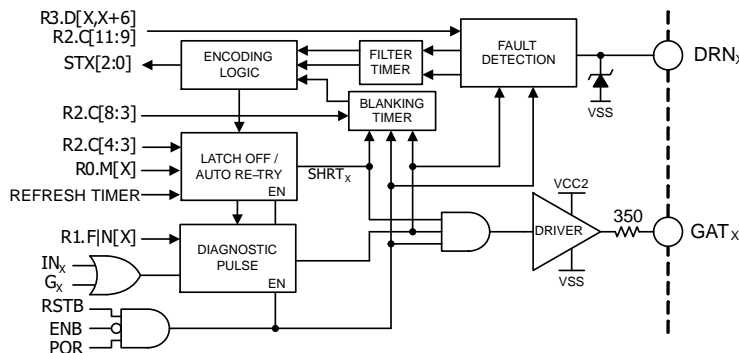 R3.D[X,X+6]
R2.C[11:9]
STX[2:0]
ENCODING
LOGIC
FILTER
TIMER
FAULT
DETECTION
DRNX
VSS
R2.C[8:3]
BLANKING
TIMER
R2.C[4:3]
R0.M[X]
REFRESH TIMER
LATCH OFF /
AUTO RE–TRY
EN
SHRTX
R1.F|N[X]
DIAGNOSTIC
PULSE
EN
INX
GX
RSTB
ENB
POR
VCC2
DRIVER
VSS
350
GATX